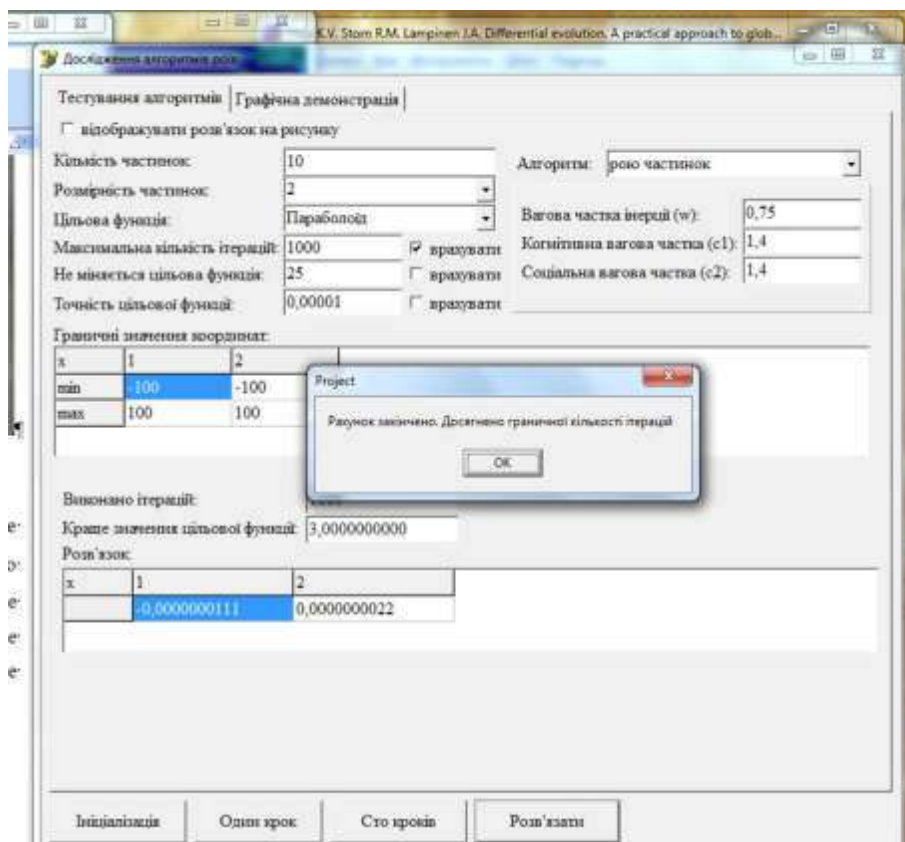 K.V. Storn R.M. Lampinen J.A. Differential evolution. A practical approach to glob...
Дослідження алгоритмів рою
Тестування алгоритмів Графічна демонстрація
відображувати розв'язок на рисунку
Кількість частинок: 10 Алгоритм: рою частинок
Розмірність частинок: 2
Цільова функція: Параболоїд Вагова частка інерції (w): 0,75
Максимальна кількість ітерацій: 1000 врахувати Когнітивна вагова частка (c1): 1,4
Не міняється цільова функція: 25 врахувати Соціальна вагова частка (c2): 1,4
Точність цільової функції: 0,00001 врахувати
Граничні значення координат:
x 1 2
min -100 -100
max 100 100
Project
Рахунок закінчено. Досягнено граничної кількості ітерацій
OK
Виконано ітерацій:
Краще значення цільової функції: 3,0000000000
Розв'язок:
x 1 2
-0,0000000111 0,0000000022
Ініціалізація Один крок Сто кроків Розв'язати